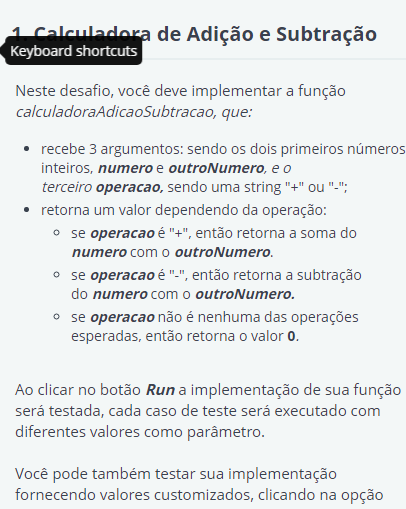 1. Calculadora de Adição e Subtração
Keyboard shortcuts
Neste desafio, você deve implementar a função
calculadoraAdicaoSubtracao, que:
• recebe 3 argumentos: sendo os dois primeiros números
inteiros, numero e outroNumero, e o
terceiro operacao, sendo uma string "+" ou "-";
• retorna um valor dependendo da operação:
◦ se operacao é "+", então retorna a soma do
numero com o outroNumero.
◦ se operacao é "-", então retorna a subtração
do numero com o outroNumero.
◦ se operacao não é nenhuma das operações
esperadas, então retorna o valor 0.
Ao clicar no botão Run a implementação de sua função
será testada, cada caso de teste será executado com
diferentes valores como parâmetro.
Você pode também testar sua implementação
fornecendo valores customizados, clicando na opção